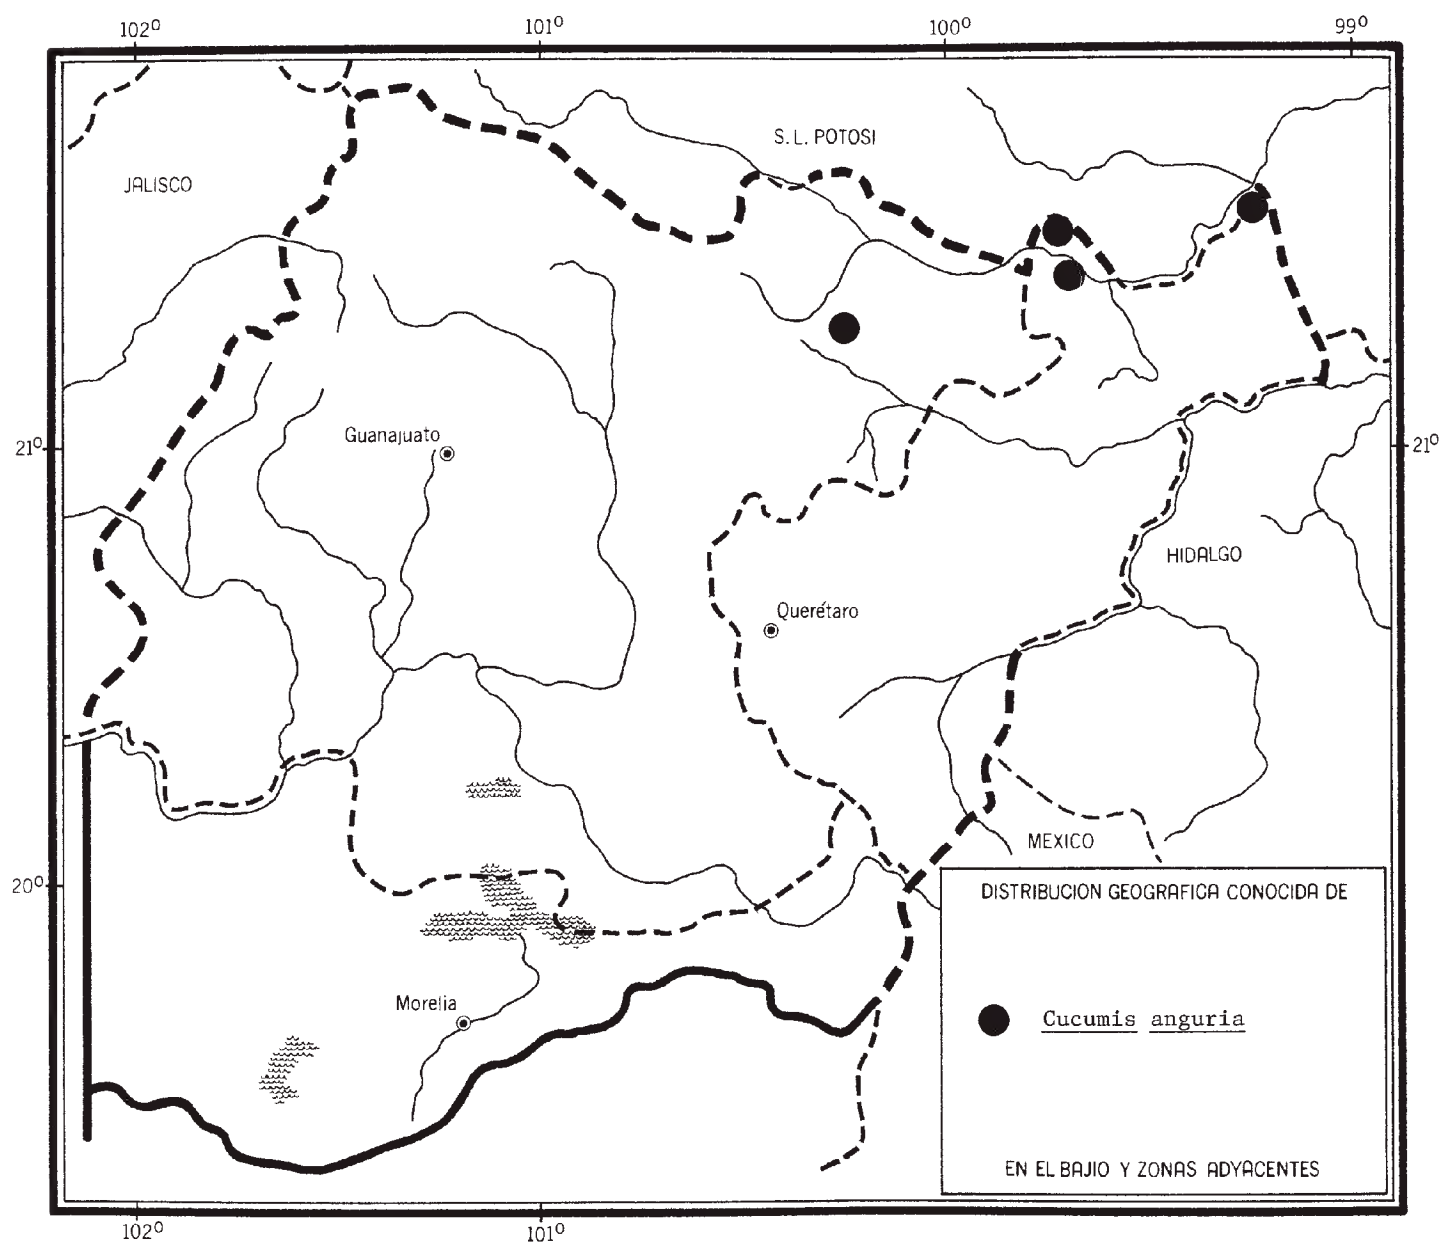 102º 101º 100º 99º
S. L. POTOSI
JALISCO
Guanajuato
21º 21º
HIDALGO
Querétaro
MEXICO
20º
DISTRIBUCION GEOGRAFICA CONOCIDA DE
Morelia
Cucumis anguria
EN EL BAJIO Y ZONAS ADYACENTES
102º 101º